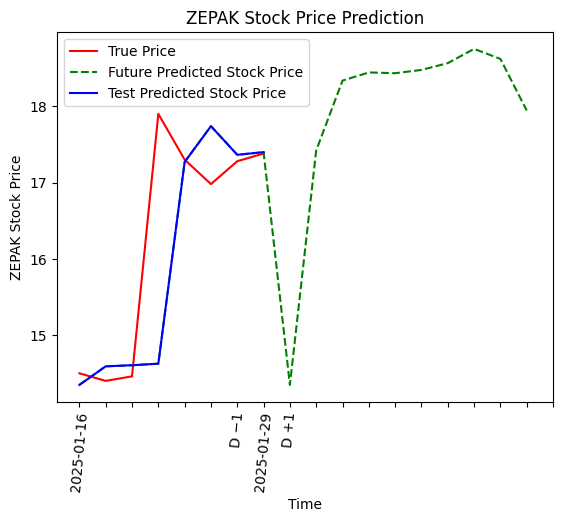 ZEPAK Stock Price Prediction
True Price
Future Predicted Stock Price
Test Predicted Stock Price
ZEPAK Stock Price
18
17
16
15
2025-01-16
D −1
2025-01-29
D +1
Time